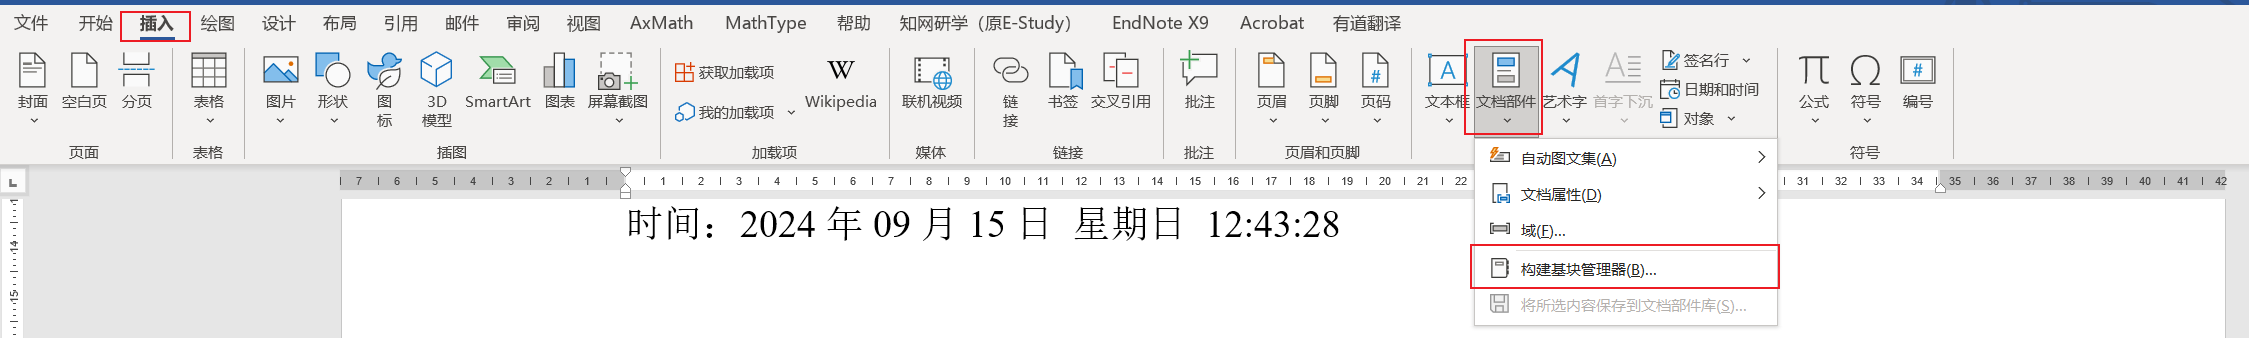 文件 开始 插入 绘图 设计 布局 引用 邮件 审阅 视图 AxMath MathType 帮助 知网研学（原E-Study） EndNote X9 Acrobat 有道翻译
封面 空白页 分页
页面
表格
表格
图片 形状 图标 3D 模型 SmartArt 图表 屏幕截图
插图
获取加载项
我的加载项
W
Wikipedia
加载项
联机视频
媒体
链接 书签 交叉引用
链接
批注
批注
页眉 页脚 页码
#
页眉和页脚
A
文本框 文档部件 艺术字 首字下沉
签名行
日期和时间
对象
π Ω #
公式 符号 编号
符号
自动图文集(A)
文档属性(D)
域(F)...
构建基块管理器(B)...
将所选内容保存到文档部件库(S)...
L
7 6 5 4 3 2 1 1 2 3 4 5 6 7 8 9 10 11 12 13 14 15 16 17 18 19 20 21 22 31 32 33 34 35 36 37 38 39 40 41 42
14
15
时间：2024 年 09 月 15 日 星期日 12:43:28